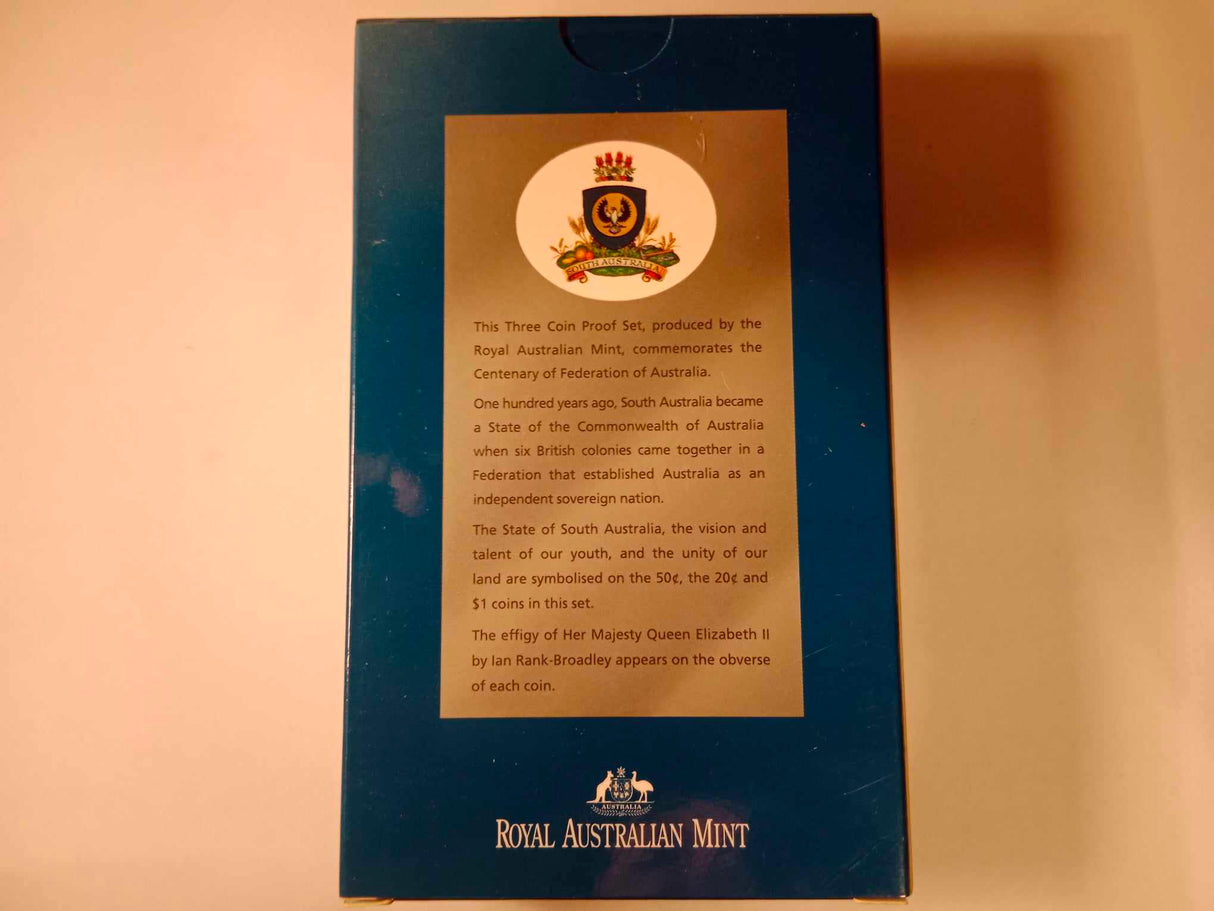 SOUTH AUSTRALIA
This Three Coin Proof Set, produced by the
Royal Australian Mint, commemorates the
Centenary of Federation of Australia.
One hundred years ago, South Australia became
a State of the Commonwealth of Australia
when six British colonies came together in a
Federation that established Australia as an
independent sovereign nation.
The State of South Australia, the vision and
talent of our youth, and the unity of our
land are symbolised on the 50¢, the 20¢ and
$1 coins in this set.
The effigy of Her Majesty Queen Elizabeth II
by Ian Rank-Broadley appears on the obverse
of each coin.
AUSTRALIA
ROYAL AUSTRALIAN MINT